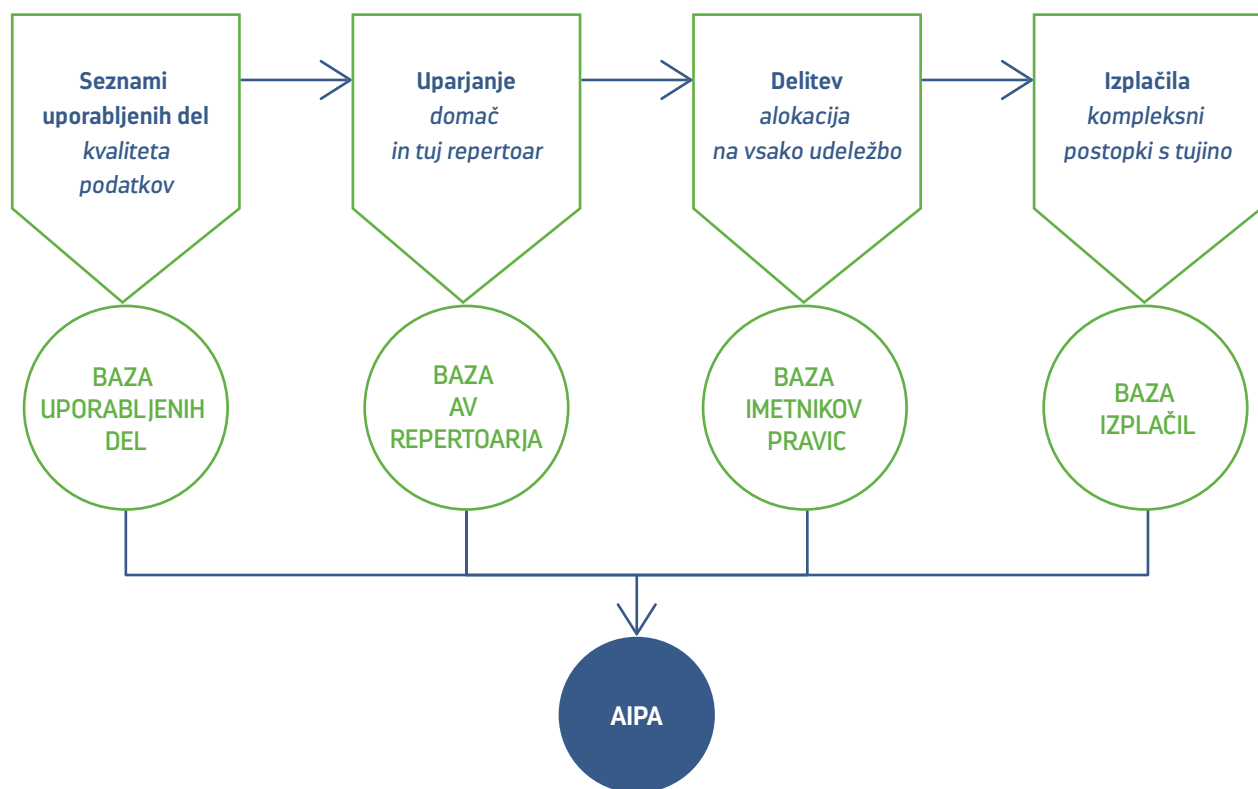 Seznami
uporabljenih del
kvaliteta
podatkov
Uparjanje
domač
in tuj repertoar
Delitev
alokacija
na vsako udeležbo
Izplačila
kompleksni
postopki s tujino
BAZA
UPORABLJENIH
DEL
BAZA
AV
REPERTOARJA
BAZA
IMETNIKOV
PRAVIC
BAZA
IZPLAČIL
AIPA